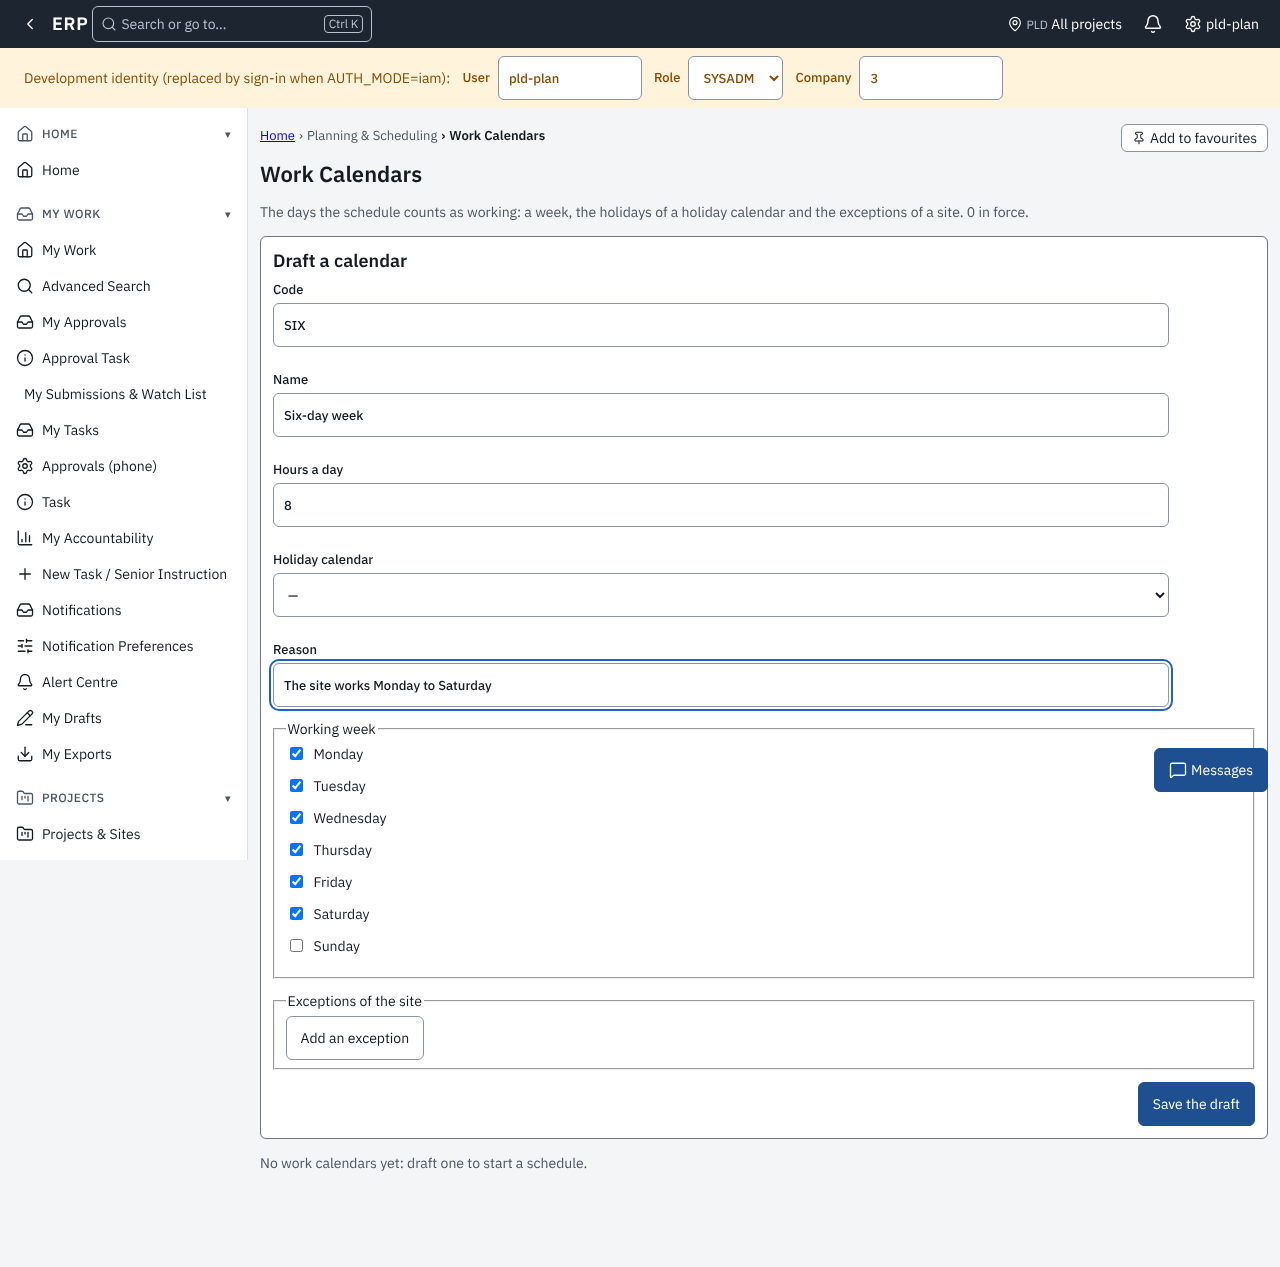 ERP
Search or go to...
Ctrl K
PLD All projects
pld-plan
Development identity (replaced by sign-in when AUTH_MODE=iam):
User
pld-plan
Role
SYSADM
Company
3
HOME
Home
MY WORK
My Work
Advanced Search
My Approvals
Approval Task
My Submissions & Watch List
My Tasks
Approvals (phone)
Task
My Accountability
New Task / Senior Instruction
Notifications
Notification Preferences
Alert Centre
My Drafts
My Exports
PROJECTS
Projects & Sites
Home › Planning & Scheduling › Work Calendars
Add to favourites
Work Calendars
The days the schedule counts as working: a week, the holidays of a holiday calendar and the exceptions of a site. 0 in force.
Draft a calendar
Code
SIX
Name
Six-day week
Hours a day
8
Holiday calendar
—
Reason
The site works Monday to Saturday
Working week
Monday
Tuesday
Wednesday
Thursday
Friday
Saturday
Sunday
Messages
Exceptions of the site
Add an exception
Save the draft
No work calendars yet: draft one to start a schedule.